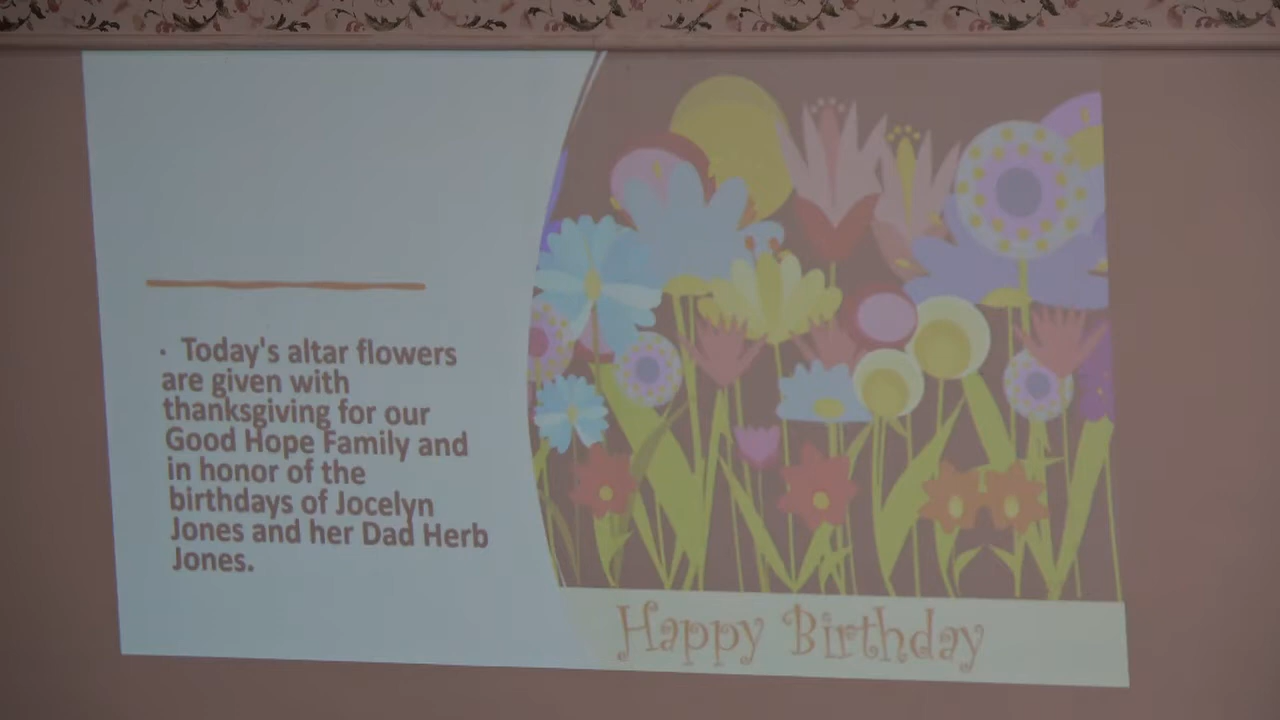 · Today's altar flowers
are given with
thanksgiving for our
Good Hope Family and
in honor of the
birthdays of Jocelyn
Jones and her Dad Herb
Jones.
Happy Birthday